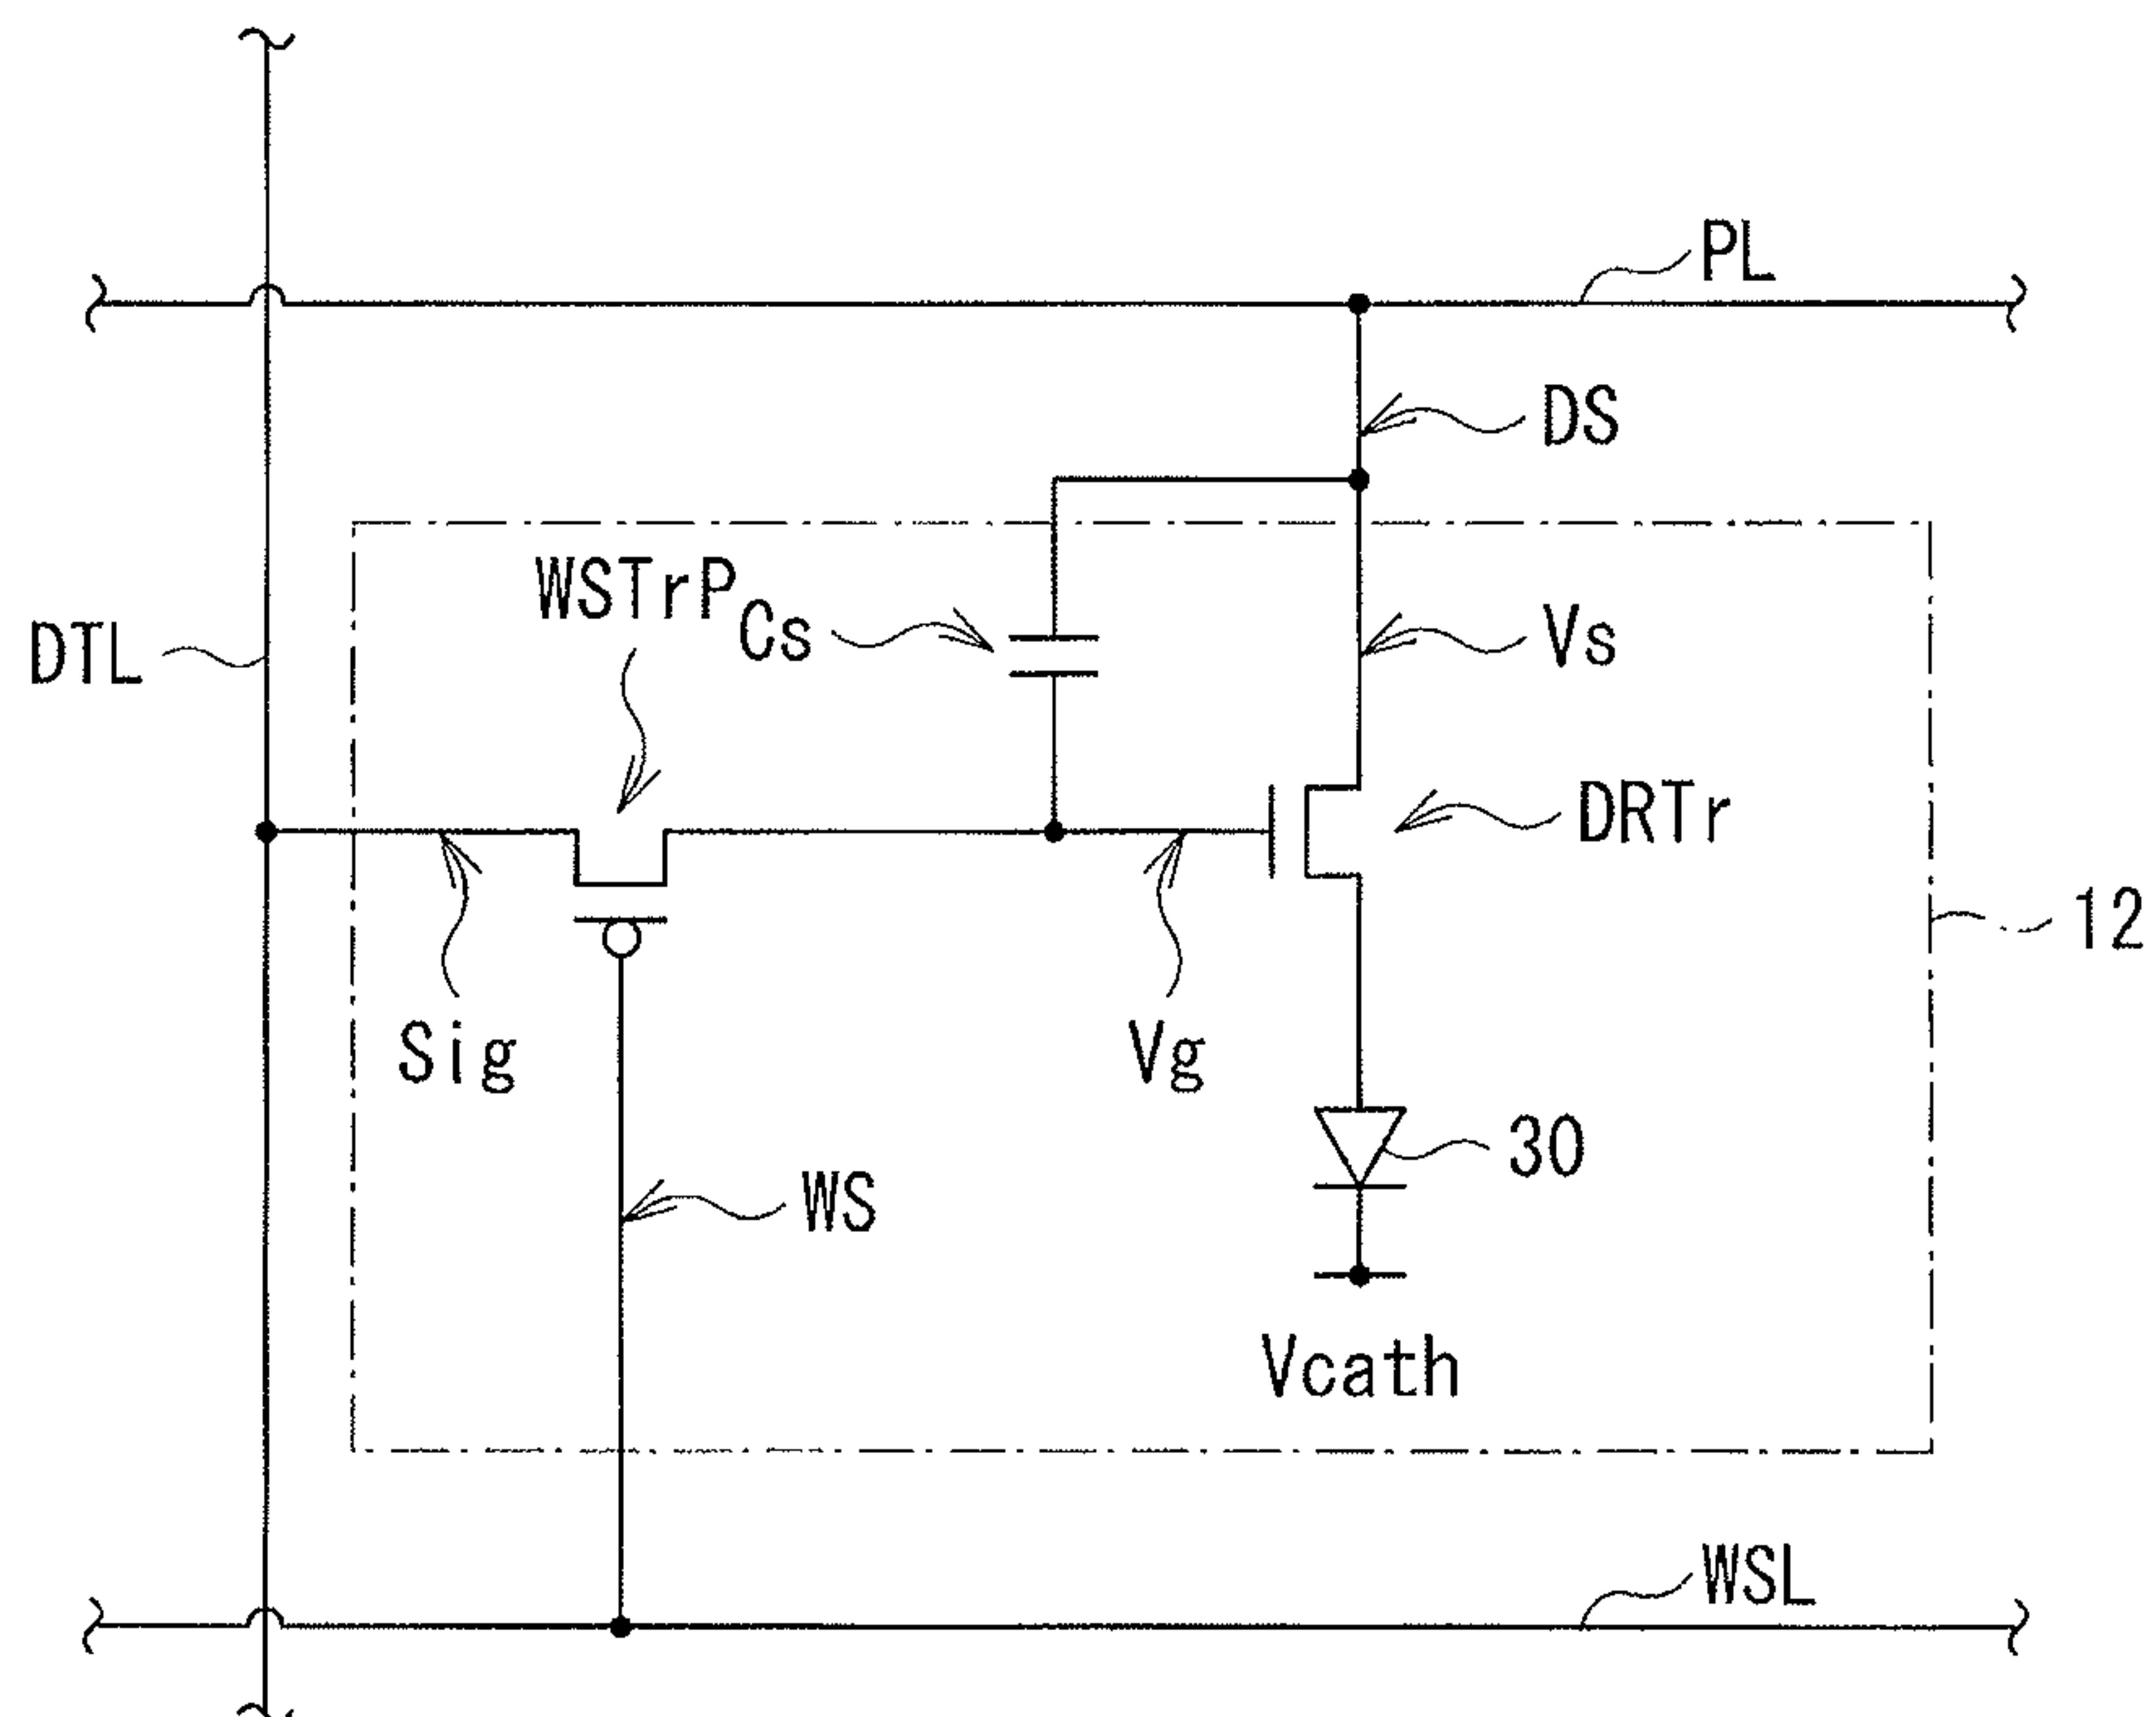 PL
DS
WSTrP
Cs
Vs
DTL
DRTr
12
Sig
Vg
30
WS
Vcath
WSL